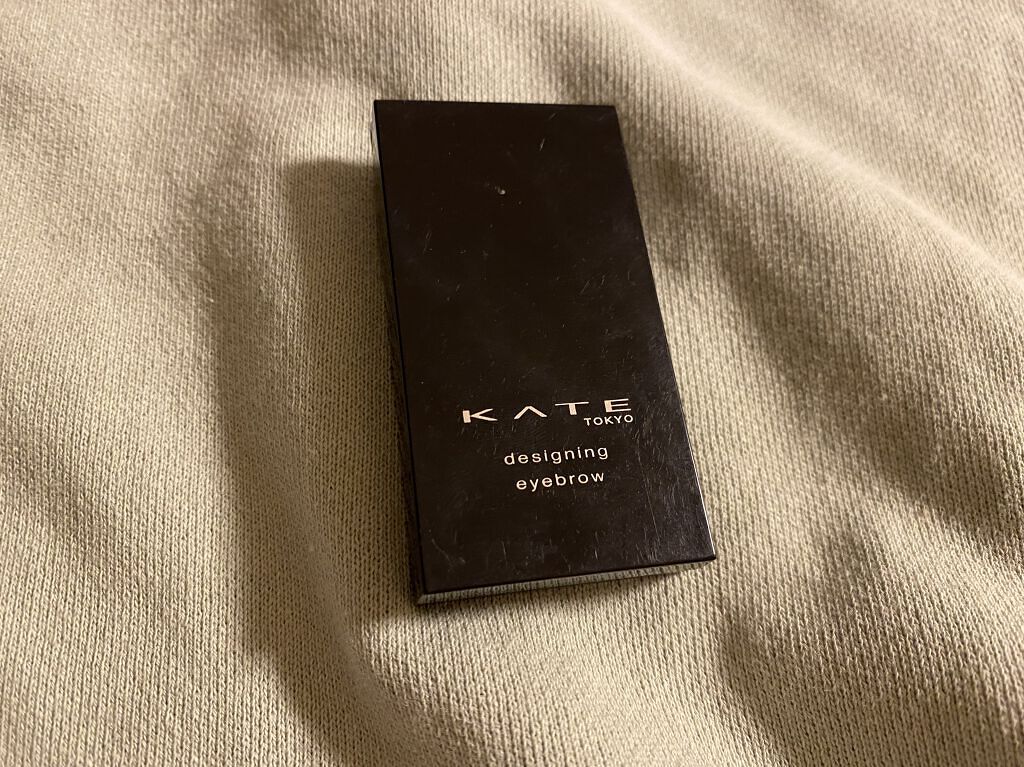 KATE
TOKYO
designing
eyebrow